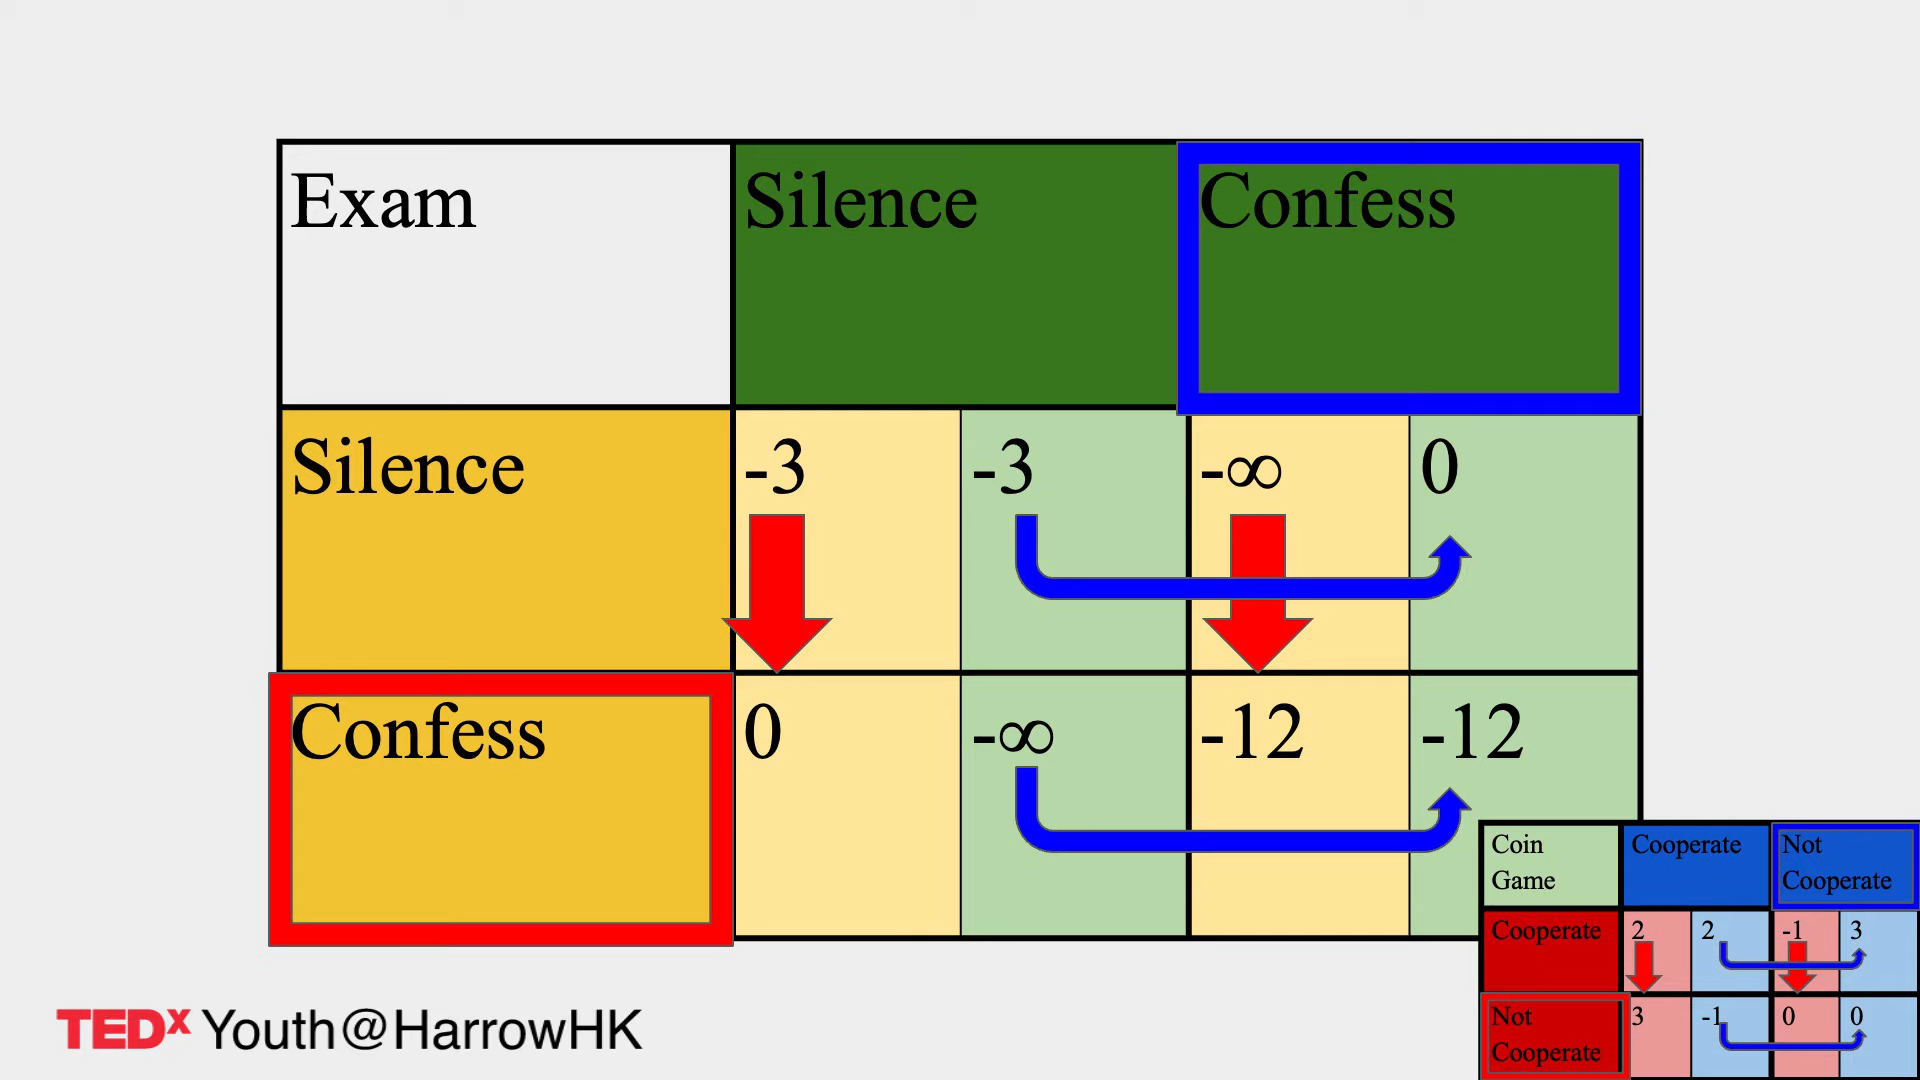 Exam Silence Confess
Silence -3 -3 -∞ 0
Confess 0 -∞ -12 -12
Coin Game Cooperate Not Cooperate
Cooperate 2 2 -1 3
Not Cooperate 3 -1 0 0
TEDx Youth@HarrowHK